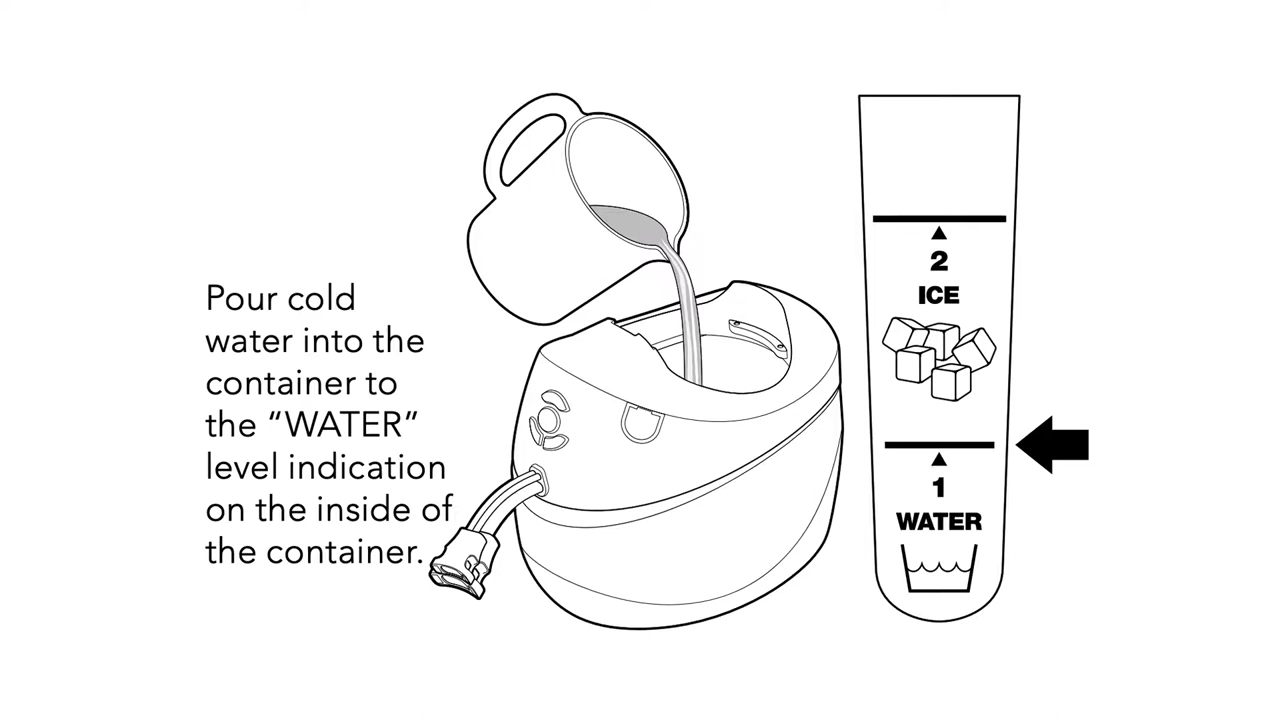 Pour cold
water into the
container to
the “WATER”
level indication
on the inside of
the container.
2
ICE
1
WATER